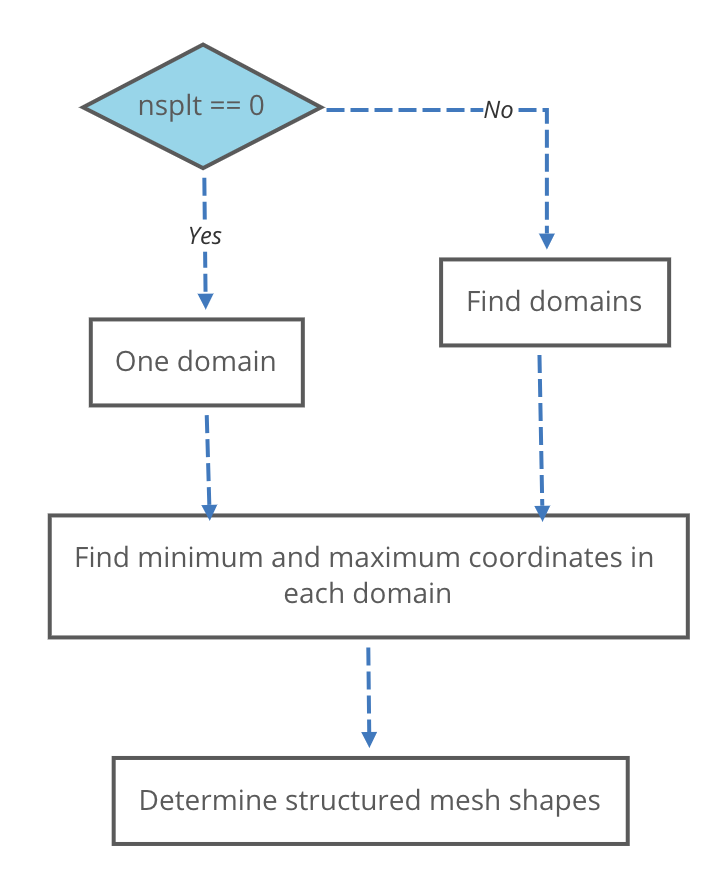 nsplt == 0
No
Yes
Find domains
One domain
Find minimum and maximum coordinates in
each domain
Determine structured mesh shapes